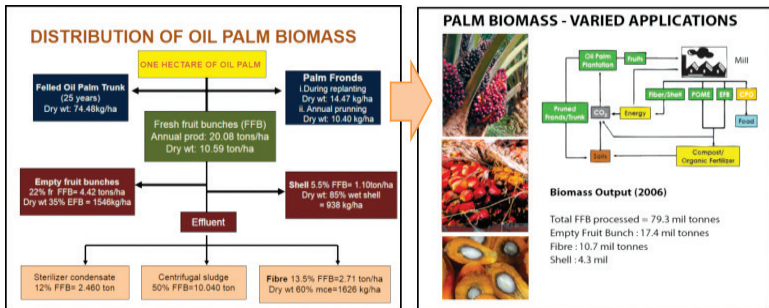 DISTRIBUTION OF OIL PALM BIOMASS
ONE HECTARE OF OIL PALM
Felled Oil Palm Trunk
(25 years)
Dry wt: 74.48kg/ha
Palm Fronds
i.During replanting
Dry wt: 14.47 kg/ha
ii. Annual pruning
Dry wt: 10.40 kg/ha
Fresh fruit bunches (FFB)
Annual prod: 20.08 tons/ha
Dry wt: 10.59 ton/ha
Empty fruit bunches
22% fr FFB= 4.42 tons/ha
Dry wt 35% EFB = 1546kg/ha
Shell 5.5% FFB= 1.10ton/ha
Dry wt: 85% wet shell
= 938 kg/ha
Effluent
Sterilizer condensate
12% FFB= 2.460 ton
Centrifugal sludge
50% FFB=10.040 ton
Fibre 13.5% FFB=2.71 ton/ha
Dry wt 60% mce=1626 kg/ha
PALM BIOMASS - VARIED APPLICATIONS
Oil Palm
Plantation
Fruits
Mill
Fiber/Shell
POME
EFB
CPO
Pruned
Fronds/Trunk
CO₂
Energy
Food
Soils
Compost/
Organic Fertilizer
Biomass Output (2006)
Total FFB processed = 79.3 mil tonnes
Empty Fruit Bunch : 17.4 mil tonnes
Fibre : 10.7 mil tonnes
Shell : 4.3 mil